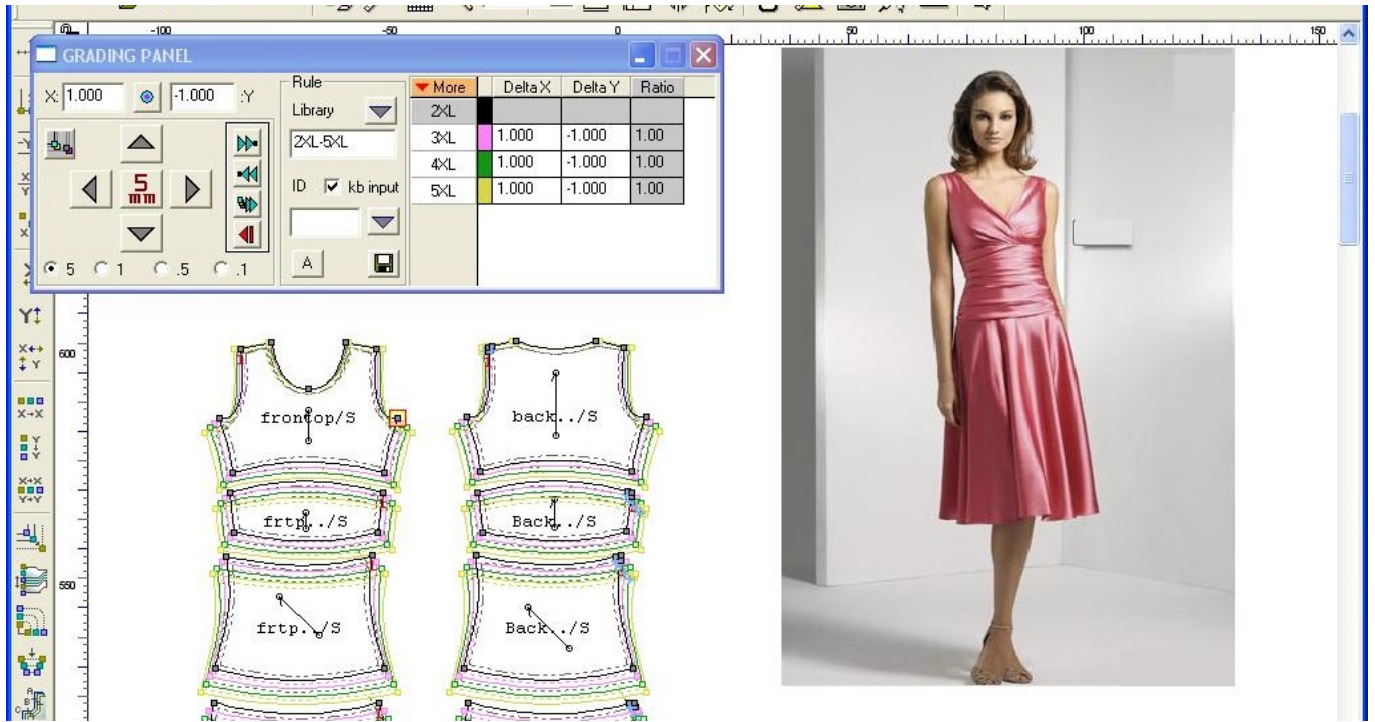 -100 -50 0 50 100 150
GRADING PANEL
X: 1.000 -1.000 :Y
5
mm
5 1 .5 .1
Rule
Library
2XL-5XL
ID kb input
A
More Delta X Delta Y Ratio
2XL
3XL 1.000 -1.000 1.00
4XL 1.000 -1.000 1.00
5XL 1.000 -1.000 1.00
600
550
frontop/S
back../S
frtp../S
Back../S
frtp../S
Back../S